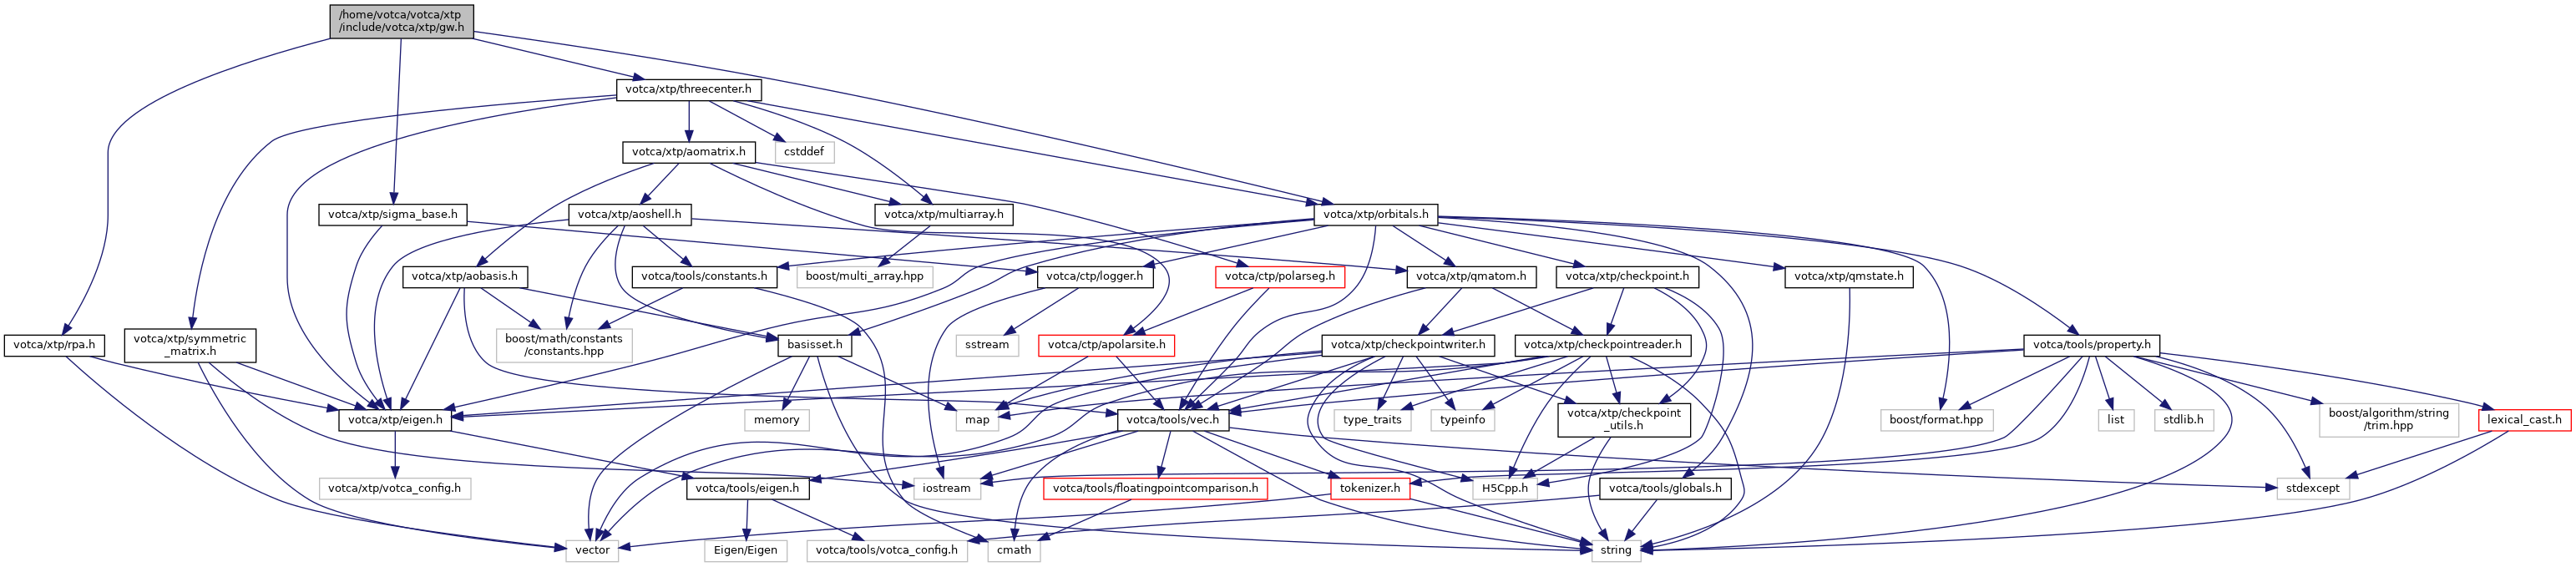 /home/votca/votca/xtp
/include/votca/xtp/gw.h
votca/xtp/threecenter.h
votca/xtp/aomatrix.h
cstddef
votca/xtp/sigma_base.h
votca/xtp/aoshell.h
votca/xtp/multiarray.h
votca/xtp/orbitals.h
votca/xtp/aobasis.h
votca/tools/constants.h
boost/multi_array.hpp
votca/ctp/logger.h
votca/ctp/polarseg.h
votca/xtp/qmatom.h
votca/xtp/checkpoint.h
votca/xtp/qmstate.h
votca/xtp/rpa.h
votca/xtp/symmetric
_matrix.h
boost/math/constants
/constants.hpp
basisset.h
sstream
votca/ctp/apolarsite.h
votca/xtp/checkpointwriter.h
votca/xtp/checkpointreader.h
votca/tools/property.h
votca/xtp/eigen.h
memory
map
votca/tools/vec.h
type_traits
typeinfo
votca/xtp/checkpoint
_utils.h
boost/format.hpp
list
stdlib.h
boost/algorithm/string
/trim.hpp
lexical_cast.h
votca/xtp/votca_config.h
votca/tools/eigen.h
iostream
votca/tools/floatingpointcomparison.h
tokenizer.h
H5Cpp.h
votca/tools/globals.h
stdexcept
vector
Eigen/Eigen
votca/tools/votca_config.h
cmath
string